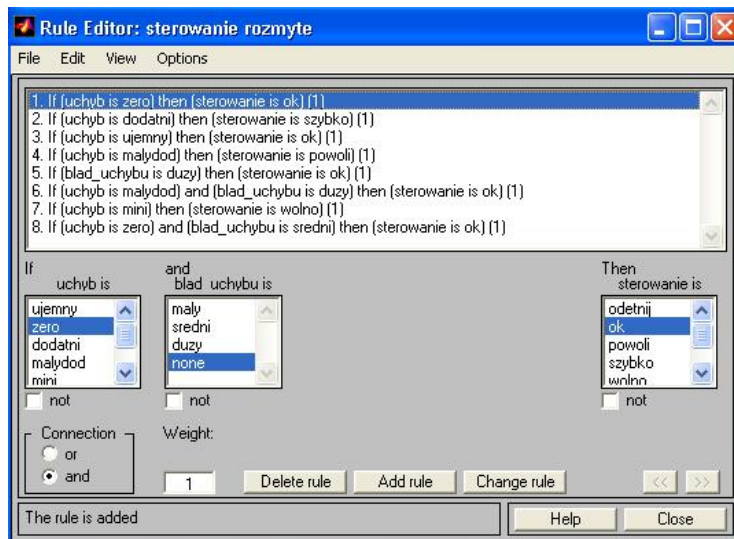 Rule Editor: sterowanie rozmyte
File Edit View Options
1. If (uchyb is zero) then (sterowanie is ok) (1)
2. If (uchyb is dodatni) then (sterowanie is szybko) (1)
3. If (uchyb is ujemny) then (sterowanie is ok) (1)
4. If (uchyb is malydod) then (sterowanie is powoli) (1)
5. If (blad_uchybu is duzy) then (sterowanie is ok) (1)
6. If (uchyb is malydod) and (blad_uchybu is duzy) then (sterowanie is ok) (1)
7. If (uchyb is mini) then (sterowanie is wolno) (1)
8. If (uchyb is zero) and (blad_uchybu is sredni) then (sterowanie is ok) (1)
If and Then
uchyb is blad uchybu is sterowanie is
ujemny maly odetnij
zero sredni ok
dodatni duzy powoli
malydod none szybko
mini wolno
not not not
Connection Weight:
or
and 1 Delete rule Add rule Change rule << >>
The rule is added Help Close